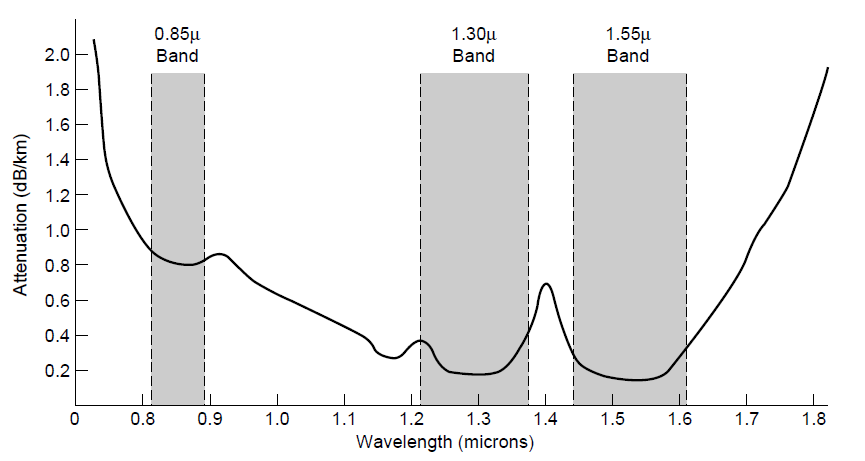 0.85μ
Band
1.30μ
Band
1.55μ
Band
2.0
1.8
1.6
1.4
1.2
1.0
0.8
0.6
0.4
0.2
Attenuation (dB/km)
0 0.8 0.9 1.0 1.1 1.2 1.3 1.4 1.5 1.6 1.7 1.8
Wavelength (microns)